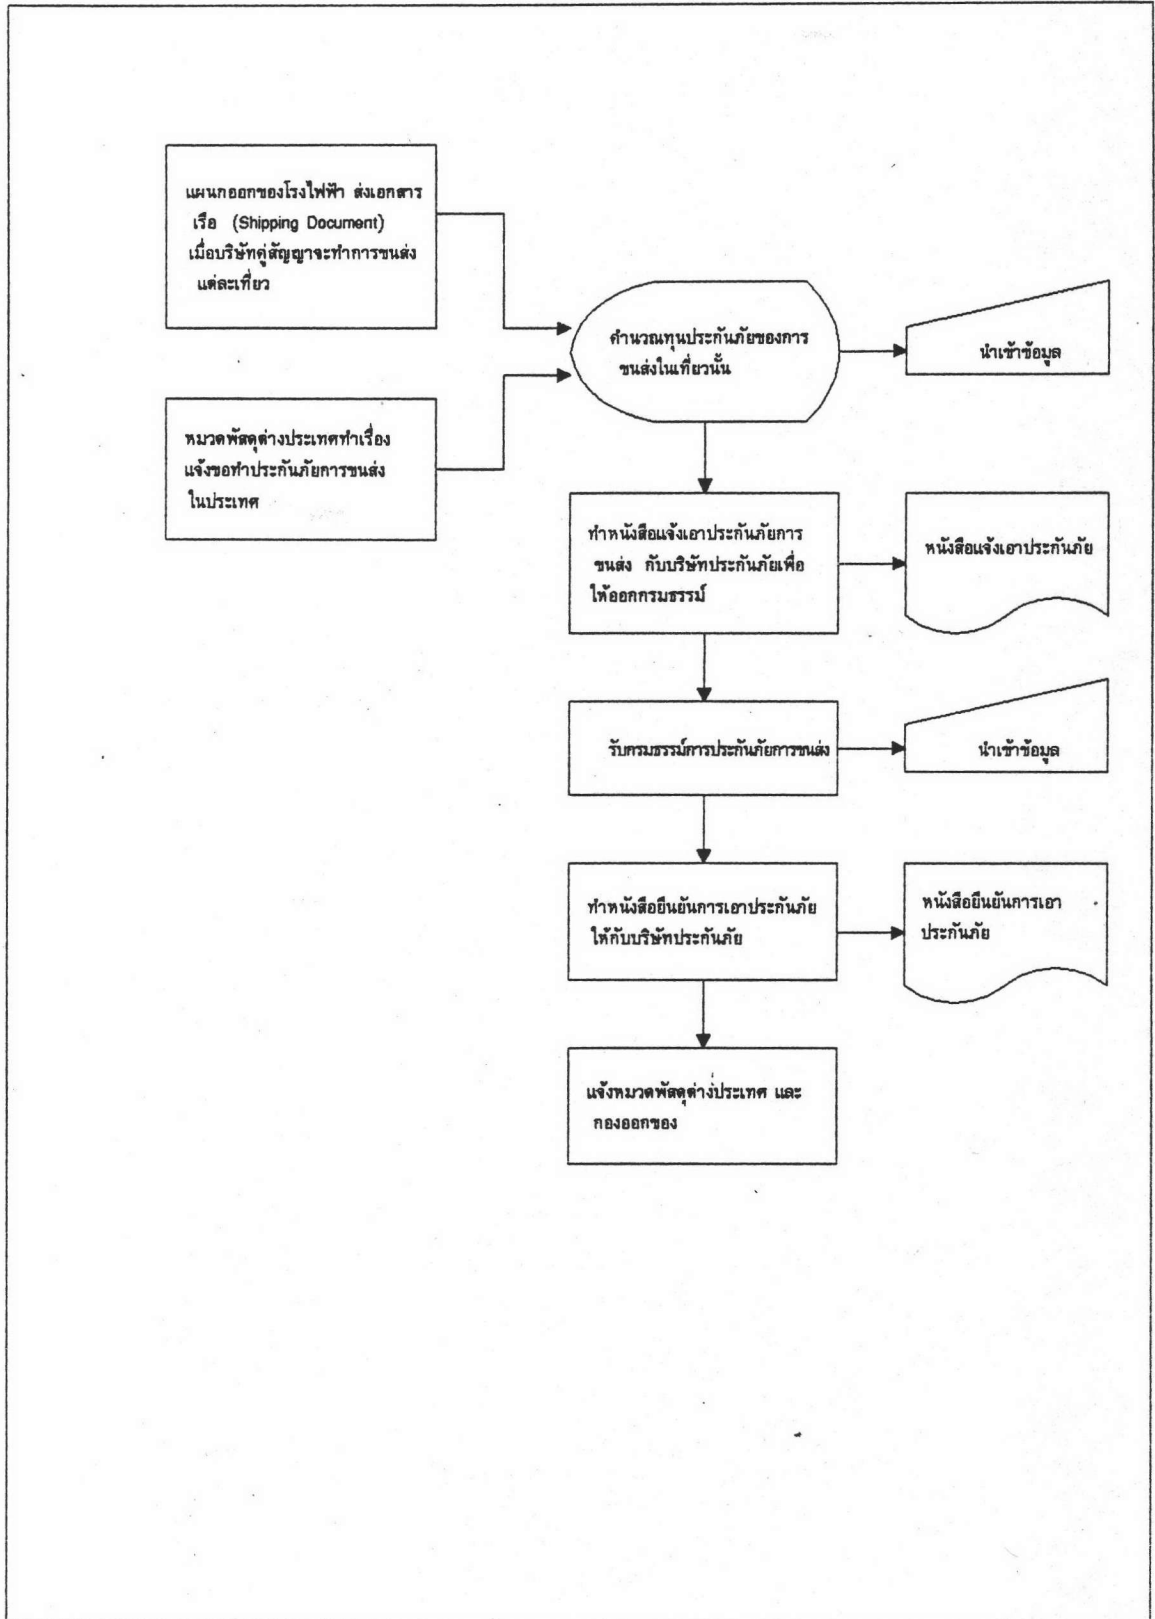 แผนกออกของโรงไฟฟ้า ส่งเอกสาร
เรือ (Shipping Document)
เมื่อบริษัทคู่สัญญาจะทำการขนส่ง
แต่ละเที่ยว
คำนวณทุนประกันภัยของการ
ขนส่งในเที่ยวนั้น
นำเข้าข้อมูล
หมวดพัสดุต่างประเทศทำเรื่อง
แจ้งขอทำประกันภัยการขนส่ง
ในประเทศ
ทำหนังสือแจ้งเอาประกันภัยการ
ขนส่ง กับบริษัทประกันภัยเพื่อ
ให้ออกกรมธรรม์
หนังสือแจ้งเอาประกันภัย
รับกรมธรรม์การประกันภัยการขนส่ง
นำเข้าข้อมูล
ทำหนังสือยืนยันการเอาประกันภัย
ให้กับบริษัทประกันภัย
หนังสือยืนยันการเอา
ประกันภัย
แจ้งหมวดพัสดุต่างประเทศ และ
กองออกของ